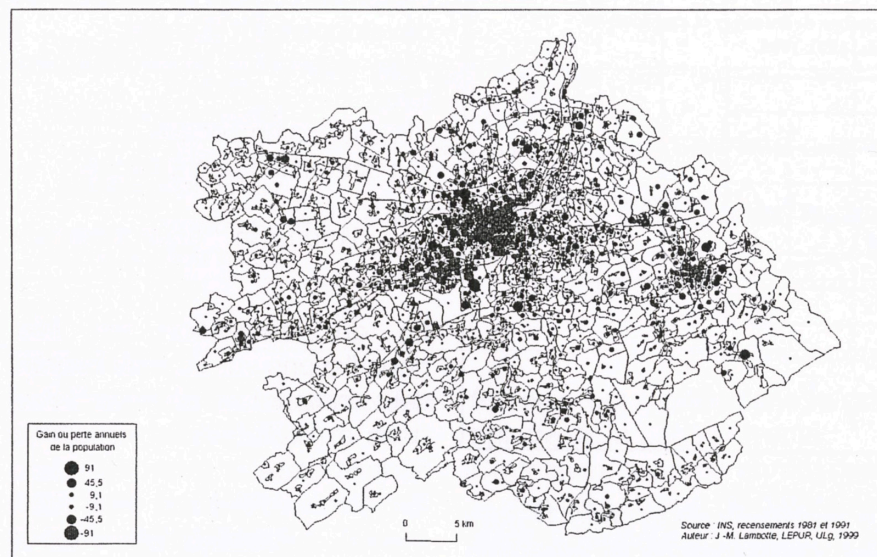 Gain ou perte annuels
de la population
91
45,5
9,1
-9,1
-45,5
-91
0 5 km
Source : INS, recensements 1981 et 1991
Auteur : J.-M. Lambotte, LEPUR, ULg, 1999